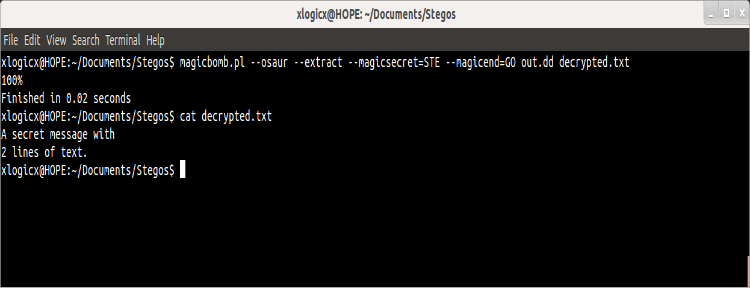 xlogicx@HOPE: ~/Documents/Stegos
File Edit View Search Terminal Help
xlogicx@HOPE:~/Documents/Stegos$ magicbomb.pl --osaur --extract --magicsecret=STE --magicend=GO out.dd decrypted.txt
100%
Finished in 0.02 seconds
xlogicx@HOPE:~/Documents/Stegos$ cat decrypted.txt
A secret message with
2 lines of text.
xlogicx@HOPE:~/Documents/Stegos$